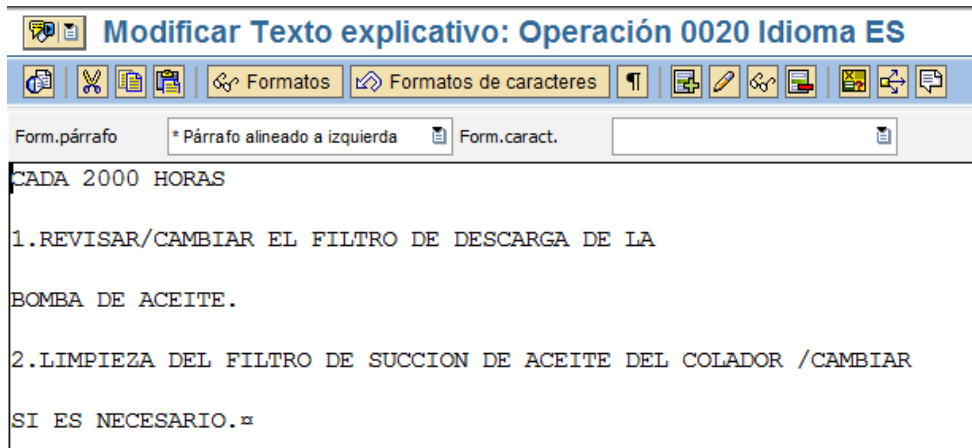 Modificar Texto explicativo: Operación 0020 Idioma ES
Formatos Formatos de caracteres ¶
Form.párrafo * Párrafo alineado a izquierda Form.caract.
CADA 2000 HORAS
1.REVISAR/CAMBIAR EL FILTRO DE DESCARGA DE LA
BOMBA DE ACEITE.
2.LIMPIEZA DEL FILTRO DE SUCCION DE ACEITE DEL COLADOR /CAMBIAR
SI ES NECESARIO.¤